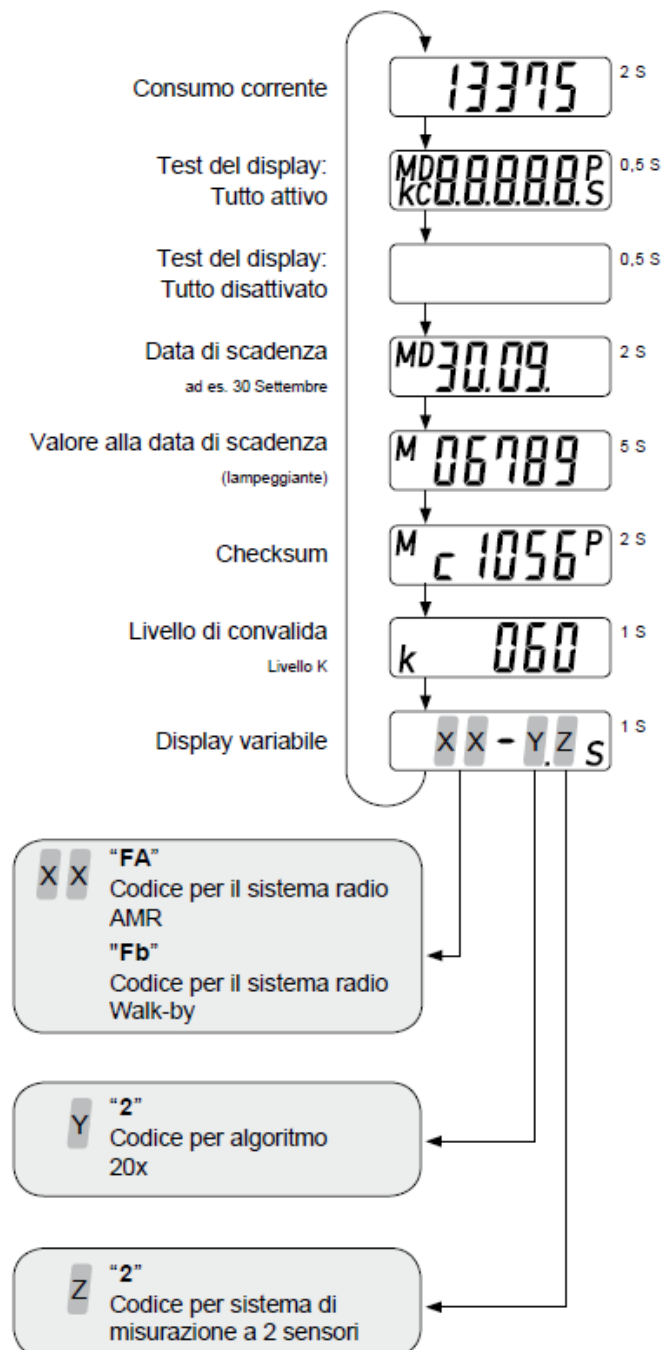 Consumo corrente
13375
2 S
Test del display:
Tutto attivo
MD
kC
8.8.8.8.8.
P
S
0,5 S
Test del display:
Tutto disattivato
0,5 S
Data di scadenza
ad es. 30 Settembre
MD 30.09.
2 S
Valore alla data di scadenza
(lampeggiante)
M 06789
5 S
Checksum
M c 1056 P
2 S
Livello di convalida
Livello K
k 060
1 S
Display variabile
X X - Y. Z S
1 S
X X
“FA”
Codice per il sistema radio
AMR
"Fb”
Codice per il sistema radio
Walk-by
Y
“2”
Codice per algoritmo
20x
Z
“2”
Codice per sistema di
misurazione a 2 sensori